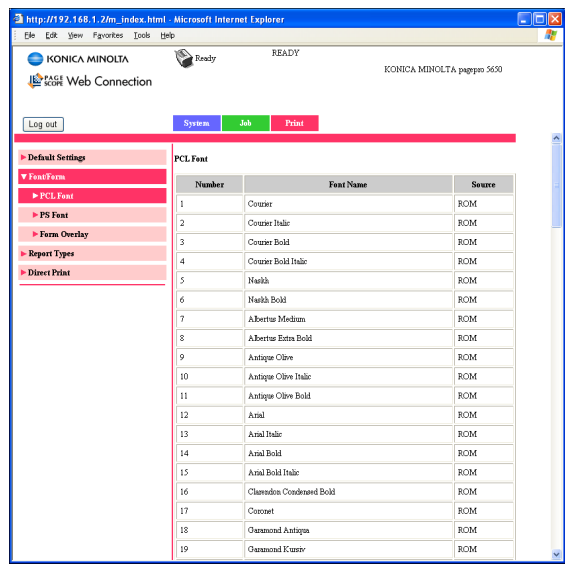 http://192.168.1.2/m_index.html - Microsoft Internet Explorer
File Edit View Favorites Tools Help
KONICA MINOLTA
Ready
READY
KONICA MINOLTA pagepro 5650
PAGE SCOPE Web Connection
Log out
System Job Print
Default Settings
Font/Form
PCL Font
PS Font
Form Overlay
Report Types
Direct Print
PCL Font
Number Font Name Source
1 Courier ROM
2 Courier Italic ROM
3 Courier Bold ROM
4 Courier Bold Italic ROM
5 Naskh ROM
6 Naskh Bold ROM
7 Albertus Medium ROM
8 Albertus Extra Bold ROM
9 Antique Olive ROM
10 Antique Olive Italic ROM
11 Antique Olive Bold ROM
12 Arial ROM
13 Arial Italic ROM
14 Arial Bold ROM
15 Arial Bold Italic ROM
16 Clarendon Condensed Bold ROM
17 Coronet ROM
18 Garamond Antiqua ROM
19 Garamond Kursiv ROM